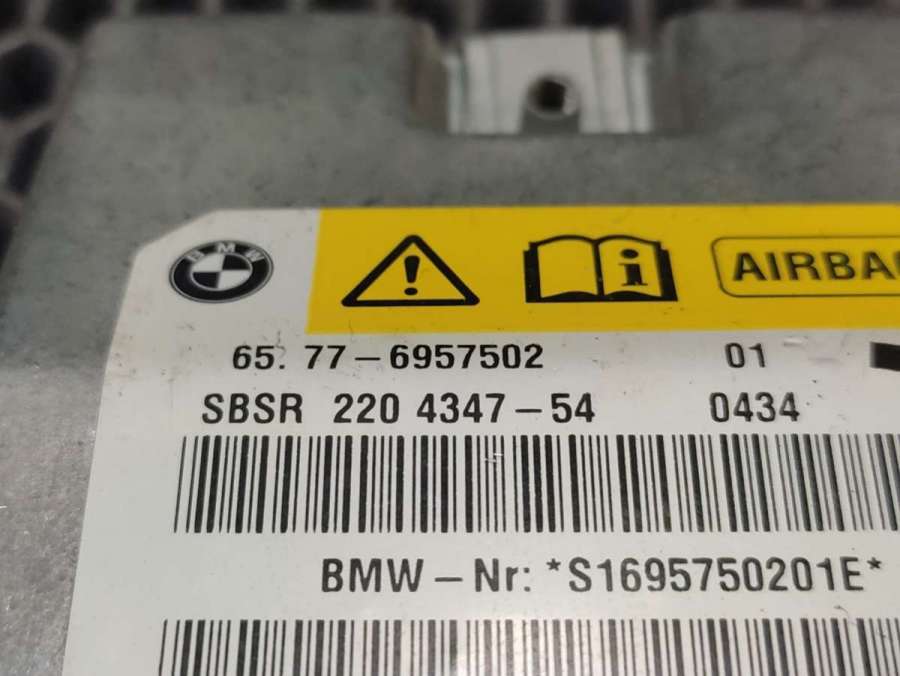 BMW
AIRBA
65. 77-6957502 01
SBSR 220 4347-54 0434
BMW - Nr: *S1695750201E*